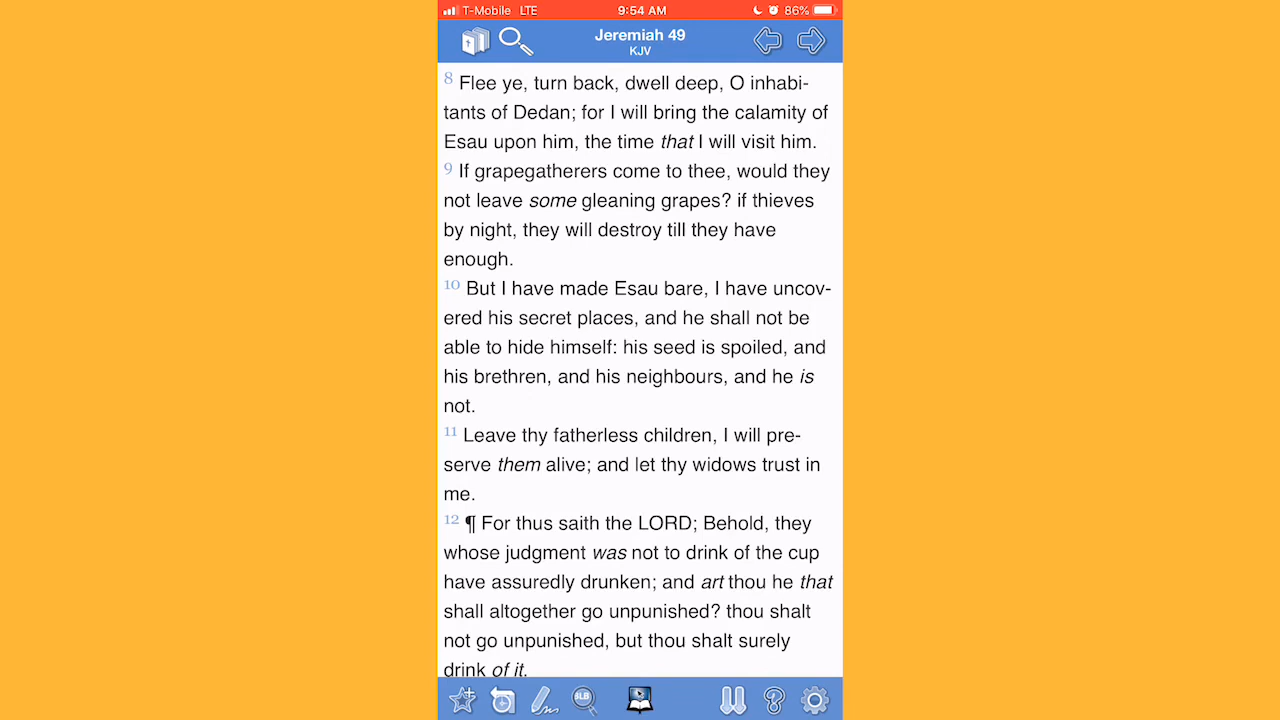 T-Mobile LTE 9:54 AM 86%
Jeremiah 49
KJV
8 Flee ye, turn back, dwell deep, O inhabi-
tants of Dedan; for I will bring the calamity of
Esau upon him, the time that I will visit him.
9 If grapegatherers come to thee, would they
not leave some gleaning grapes? if thieves
by night, they will destroy till they have
enough.
10 But I have made Esau bare, I have uncov-
ered his secret places, and he shall not be
able to hide himself: his seed is spoiled, and
his brethren, and his neighbours, and he is
not.
11 Leave thy fatherless children, I will pre-
serve them alive; and let thy widows trust in
me.
12 ¶ For thus saith the LORD; Behold, they
whose judgment was not to drink of the cup
have assuredly drunken; and art thou he that
shall altogether go unpunished? thou shalt
not go unpunished, but thou shalt surely
drink of it.
BLB